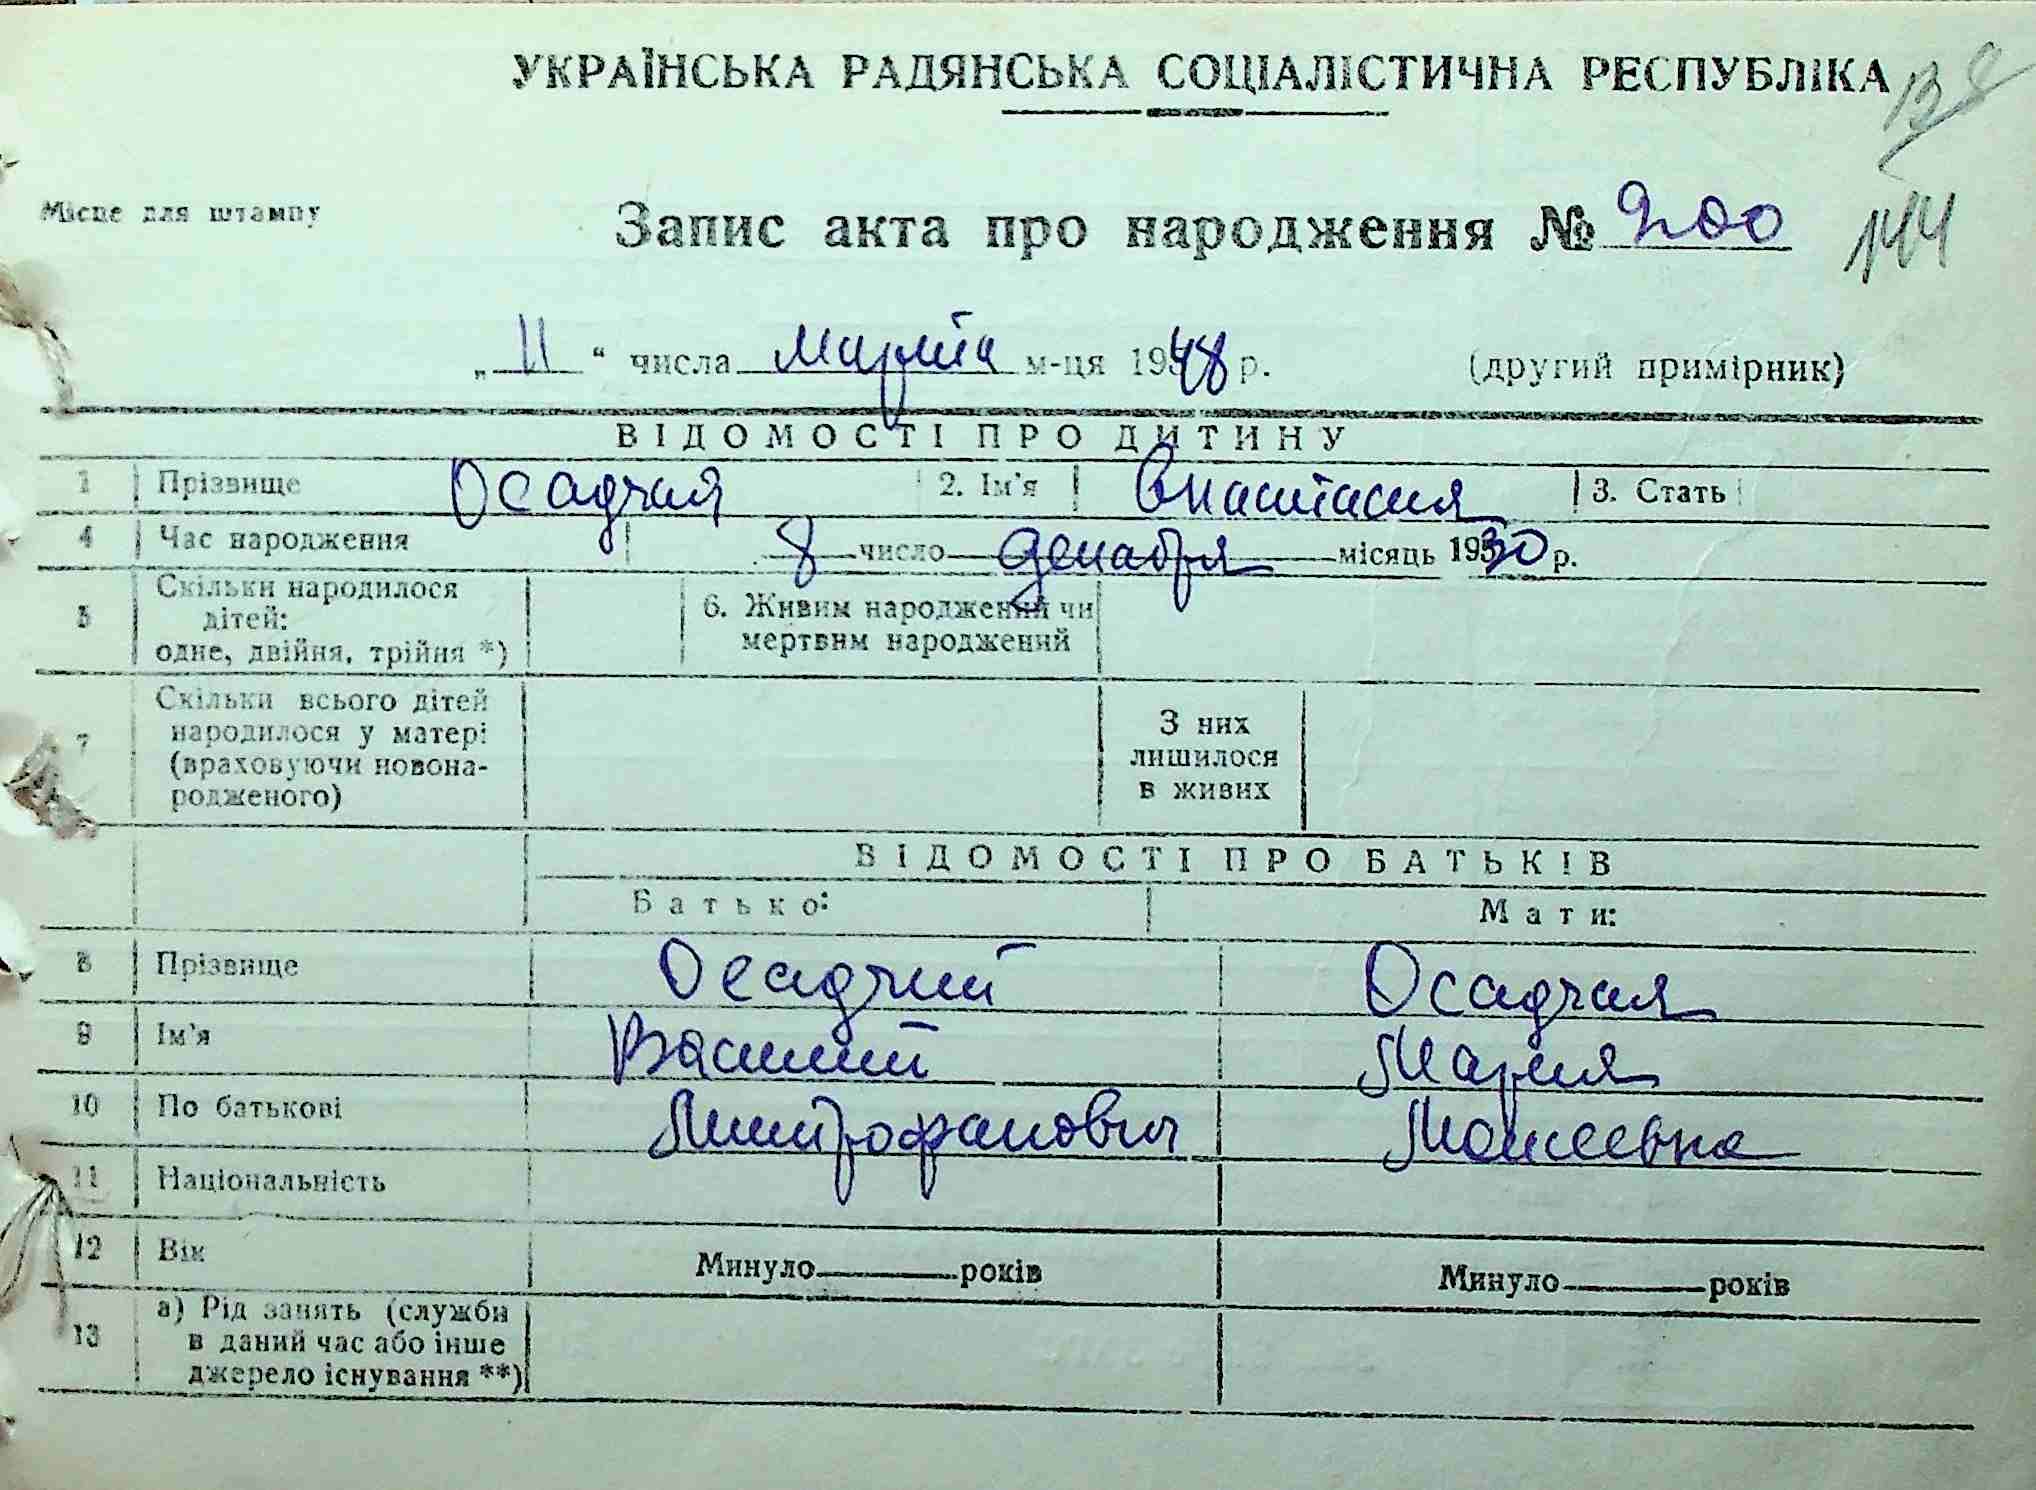 УКРАЇНСЬКА РАДЯНСЬКА СОЦІАЛІСТИЧНА РЕСПУБЛІКА
138
Місце для штампу
Запис акта про народження № 200
144
„ 11 “ числа Марта м-ця 1948 р. (другий примірник)
ВІДОМОСТІ ПРО ДИТИНУ
1 Прізвище Осадчая 2. Ім'я Анастасия 3. Стать
4 Час народження 8 число декабря місяць 1930 р.
5 Скільки народилося дітей: одне, двійня, трійня *) 6. Живим народжений чи мертвим народжений
7 Скільки всього дітей народилося у матері (враховуючи новонародженого) З них лишилося в живих
ВІДОМОСТІ ПРО БАТЬКІВ
Батько: Мати:
8 Прізвище Осадчий Осадчая
9 Ім'я Василий Мария
10 По батькові Митрофанович Моисеевна
11 Національність
12 Вік Минуло років Минуло років
13 а) Рід занять (служби в даний час або інше джерело існування **)